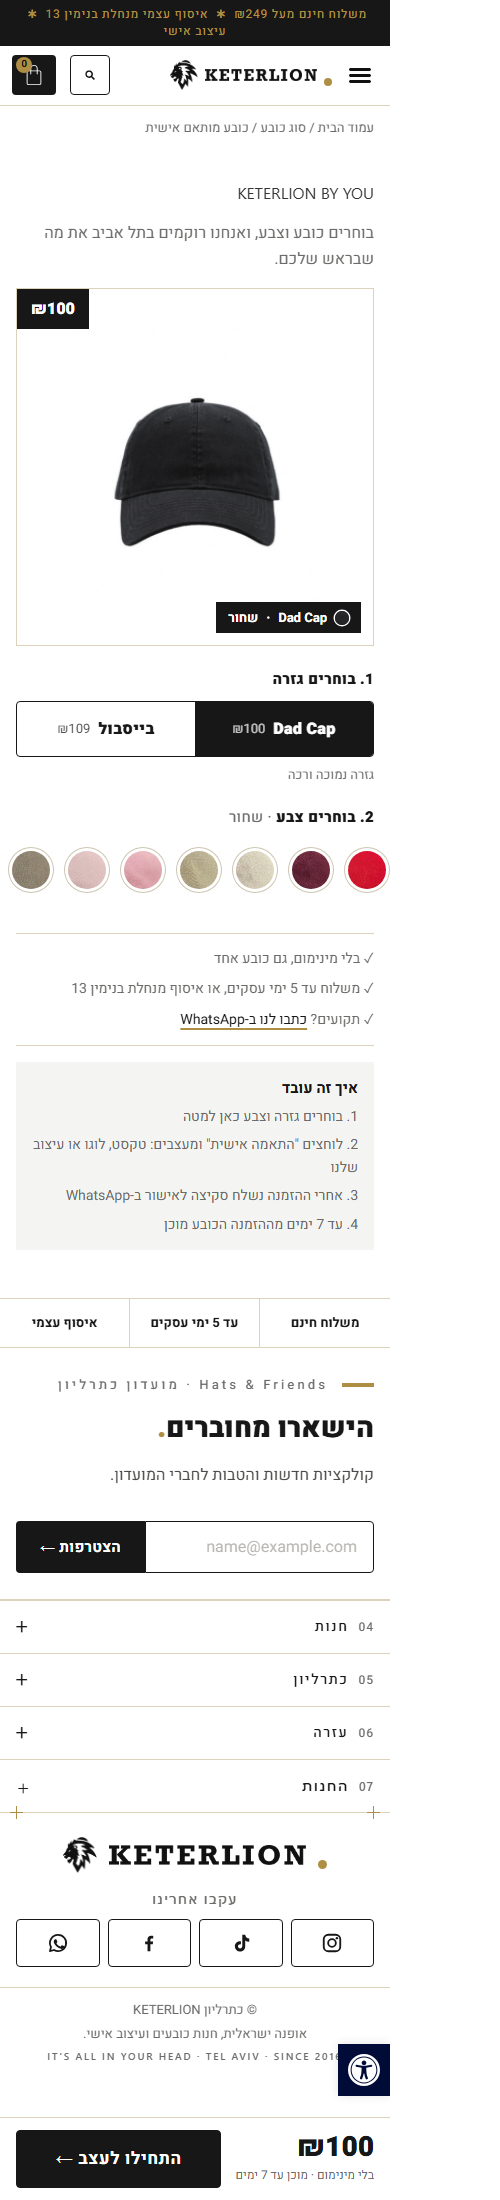 משלוח חינם מעל 249₪ ∗ איסוף עצמי מנחלת בנימין 13 ∗
עיצוב אישי
KETERLION
0
עמוד הבית / סוג כובע / כובע מותאם אישית
KETERLION BY YOU
בוחרים כובע וצבע, ואנחנו רוקמים בתל אביב את מה
שבראש שלכם.
₪100
Dad Cap · שחור
1. בוחרים גזרה
Dad Cap ₪100
בייסבול ₪109
גזרה נמוכה ורכה
2. בוחרים צבע · שחור
✓ בלי מינימום, גם כובע אחד
✓ משלוח עד 5 ימי עסקים, או איסוף מנחלת בנימין 13
✓ תקועים? כתבו לנו ב-WhatsApp
איך זה עובד
1. בוחרים גזרה וצבע כאן למטה
2. לוחצים "התאמה אישית" ומעצבים: טקסט, לוגו או עיצוב
שלנו
3. אחרי ההזמנה נשלח סקיצה לאישור ב-WhatsApp
4. עד 7 ימים מההזמנה הכובע מוכן
משלוח חינם
עד 5 ימי עסקים
איסוף עצמי
Hats & Friends · מועדון כתרליון
הישארו מחוברים.
קולקציות חדשות והטבות לחברי המועדון.
name@example.com
הצטרפות ←
04 חנות +
05 כתרליון +
06 עזרה +
07 החנות +
KETERLION
עקבו אחרינו
© כתרליון KETERLION
אופנה ישראלית, חנות כובעים ועיצוב אישי.
IT'S ALL IN YOUR HEAD · TEL AVIV · SINCE 2016
₪100
בלי מינימום · מוכן עד 7 ימים
התחילו לעצב ←